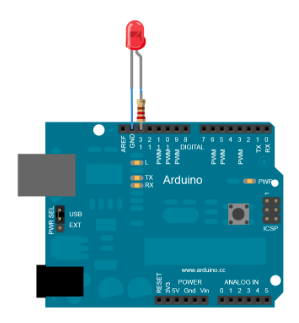 AREF
GND
13
12
PWM 11
PWM 10
PWM 9
8
DIGITAL
7
PWM 6
PWM 5
4
PWM 3
2
TX 1
RX 0
L
TX
RX
Arduino
PWR
PWR SEL
USB
EXT
1
ICSP
www.arduino.cc
POWER
ANALOG IN
RESET
3V3
5V
Gnd
Vin
0 1 2 3 4 5